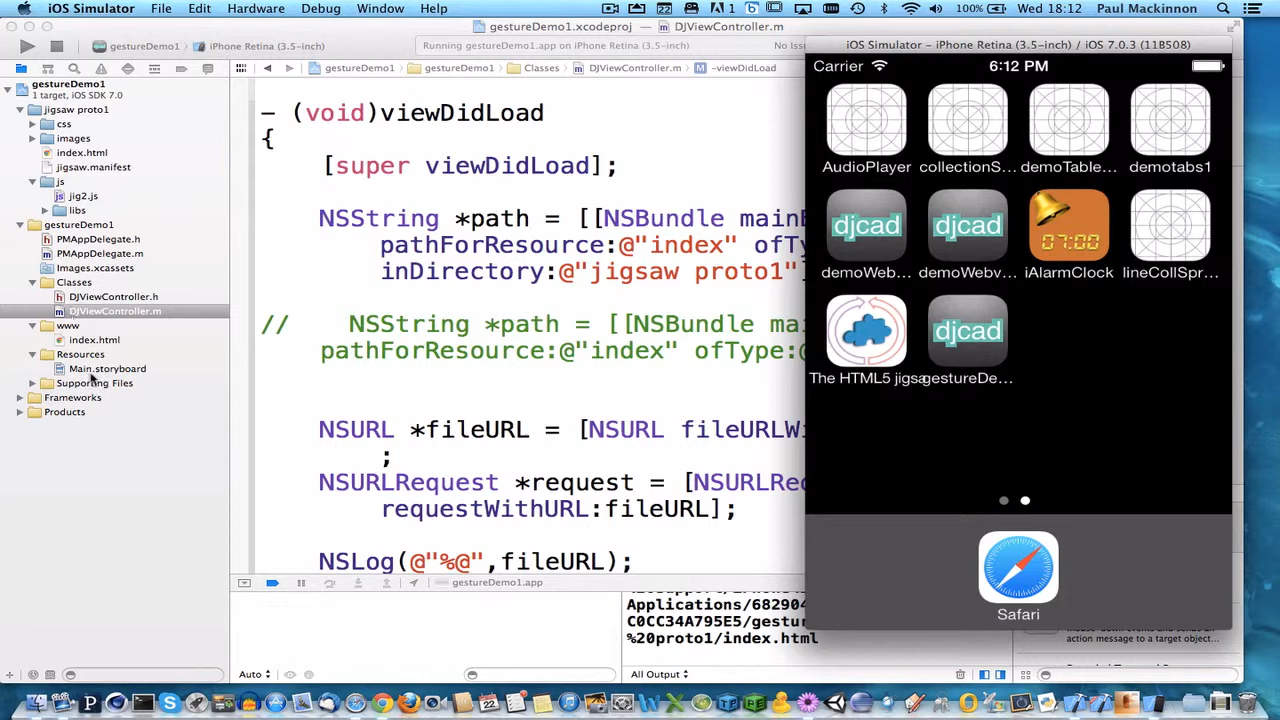 iOS Simulator File Edit Hardware Debug Window Help 1 100% Wed 18:12 Paul Mackinnon
gestureDemo1.xcodeproj — DJViewController.m
gestureDemo1 › iPhone Retina (3.5-inch) Running gestureDemo1.app on iPhone Retina (3.5-inch) No Iss
gestureDemo1 gestureDemo1 Classes DJViewController.m -viewDidLoad
gestureDemo1
1 target, iOS SDK 7.0
jigsaw proto1
css
images
index.html
jigsaw.manifest
js
jig2.js
libs
gestureDemo1
PMAppDelegate.h
PMAppDelegate.m
Images.xcassets
Classes
DJViewController.h
DJViewController.m
www
index.html
Resources
Main.storyboard
Supporting Files
Frameworks
Products
- (void)viewDidLoad
{
[super viewDidLoad];
NSString *path = [[NSBundle mainB
pathForResource:@"index" ofTy
inDirectory:@"jigsaw proto1"]
// NSString *path = [[NSBundle mai
pathForResource:@"index" ofType:@
NSURL *fileURL = [NSURL fileURLWi
;
NSURLRequest *request = [NSURLReq
requestWithURL:fileURL];
NSLog(@"%@",fileURL);
gestureDemo1.app
Applications/682904
C0CC34A795E5/gestur
%20proto1/index.html
Auto
All Output
action message to a target object...
iOS Simulator – iPhone Retina (3.5-inch) / iOS 7.0.3 (11B508)
Carrier 6:12 PM
AudioPlayer collectionS... demoTable... demotabs1
djcad djcad 07:00
demoWeb... demoWebv... iAlarmClock lineCollSpr...
djcad
The HTML5 jigsa gestureDe...
Safari